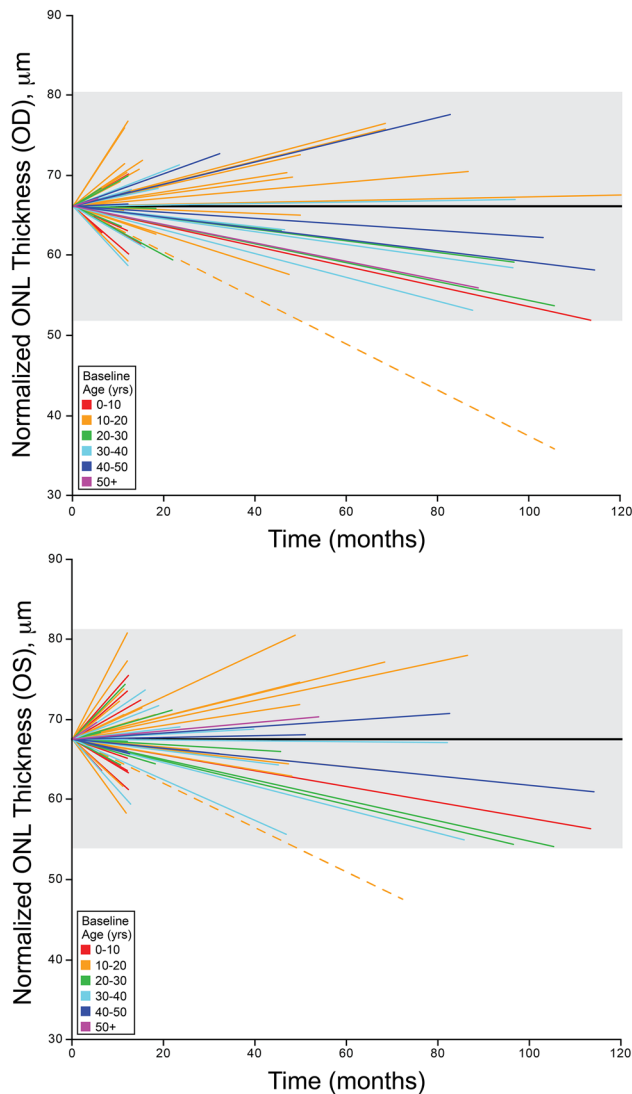 90
80
70
60
50
40
30
Normalized ONL Thickness (OD), μm
Baseline
Age (yrs)
0-10
10-20
20-30
30-40
40-50
50+
0 20 40 60 80 100 120
Time (months)
90
80
70
60
50
40
30
Normalized ONL Thickness (OS), μm
Baseline
Age (yrs)
0-10
10-20
20-30
30-40
40-50
50+
0 20 40 60 80 100 120
Time (months)